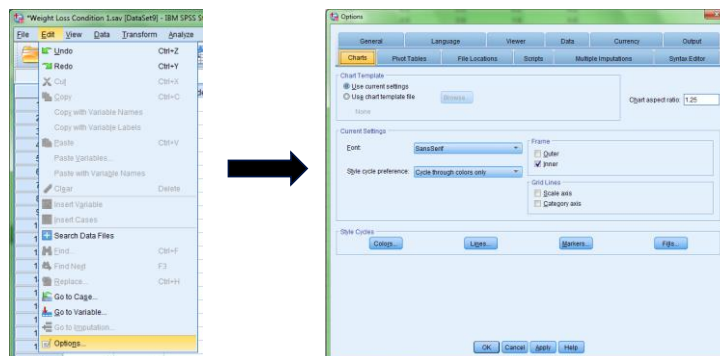 *Weight Loss Condition 1.sav [DataSet9] - IBM SPSS S
File Edit View Data Transform Analyze
Undo Ctrl+Z
Redo Ctrl+Y
Cut Ctrl+X
Copy Ctrl+C
Copy with Variable Names
Copy with Variable Labels
Paste Ctrl+V
Paste Variables...
Paste with Variable Names
Clear Delete
Insert Variable
Insert Cases
Search Data Files
Find... Ctrl+F
Find Next F3
Replace... Ctrl+H
Go to Case...
Go to Variable...
Go to Imputation...
Options...
Options
General Language Viewer Data Currency Output
Charts Pivot Tables File Locations Scripts Multiple Imputations Syntax Editor
Chart Template
Use current settings
Use chart template file Browse...
None
Chart aspect ratio: 1.25
Current Settings
Font: SansSerif
Style cycle preference: Cycle through colors only
Frame
Outer
Inner
Grid Lines
Scale axis
Category axis
Style Cycles
Colors... Lines... Markers... Fills...
OK Cancel Apply Help